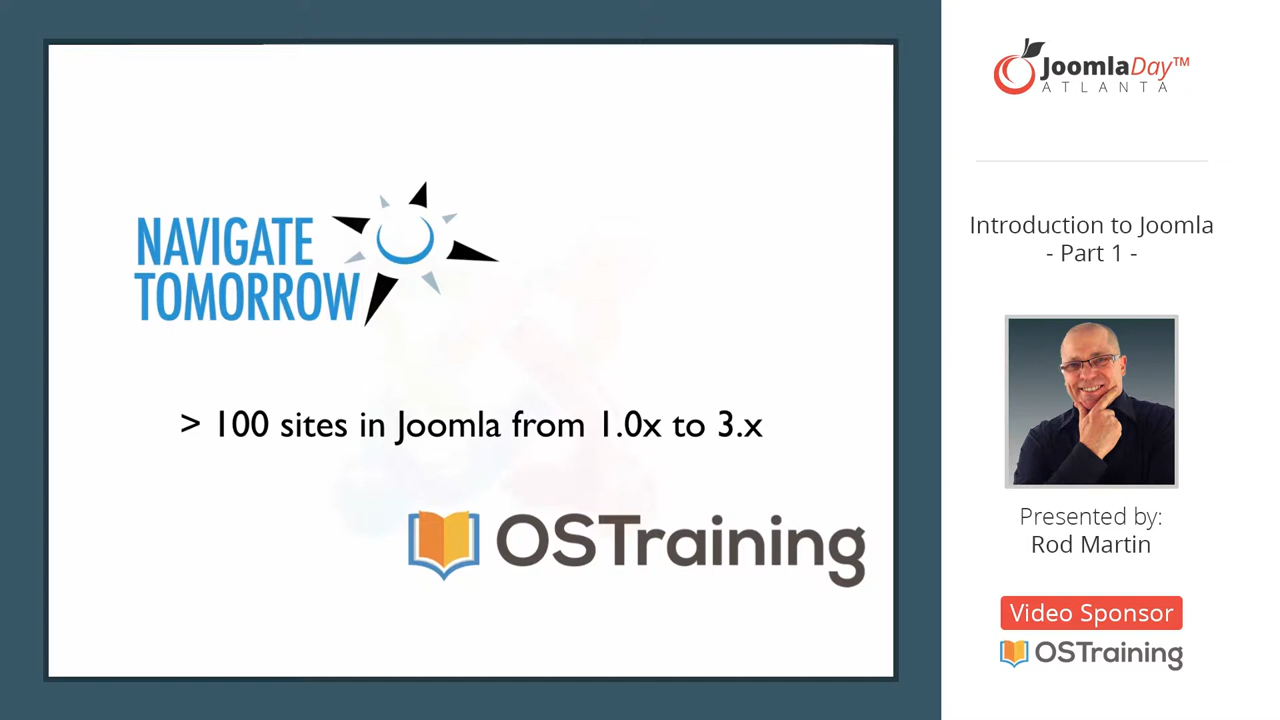 NAVIGATE
TOMORROW
> 100 sites in Joomla from 1.0x to 3.x
OSTraining
JoomlaDay™
ATLANTA
Introduction to Joomla
- Part 1 -
Presented by:
Rod Martin
Video Sponsor
OSTraining